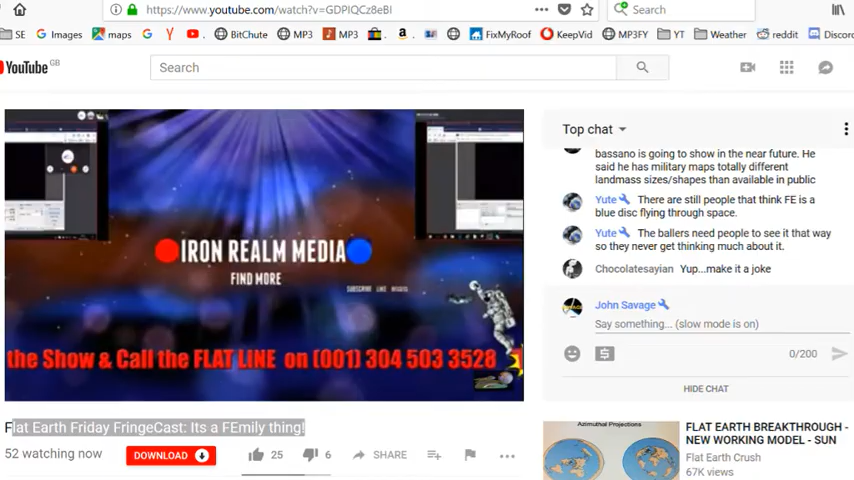 https://www.youtube.com/watch?v=GDPIQCz8eBI
Search
SE
Images
maps
BitChute
MP3
MP3
FixMyRoof
KeepVid
MP3FY
YT
Weather
reddit
Discord
YouTube GB
Search
IRON REALM MEDIA
FIND MORE
SUBSCRIBE LIKE
the Show & Call the FLAT LINE on (001) 304 503 3528
Flat Earth Friday FringeCast: Its a FEmily thing!
52 watching now
DOWNLOAD
25
6
SHARE
Top chat
bassano is going to show in the near future. He
said he has military maps totally different
landmass sizes/shapes than available in public
Yute There are still people that think FE is a
blue disc flying through space.
Yute The ballers need people to see it that way
so they never get thinking much about it.
Chocolatesayian Yup...make it a joke
John Savage
Say something... (slow mode is on)
0/200
HIDE CHAT
Azimuthal Projections
FLAT EARTH BREAKTHROUGH -
NEW WORKING MODEL - SUN
Flat Earth Crush
67K views